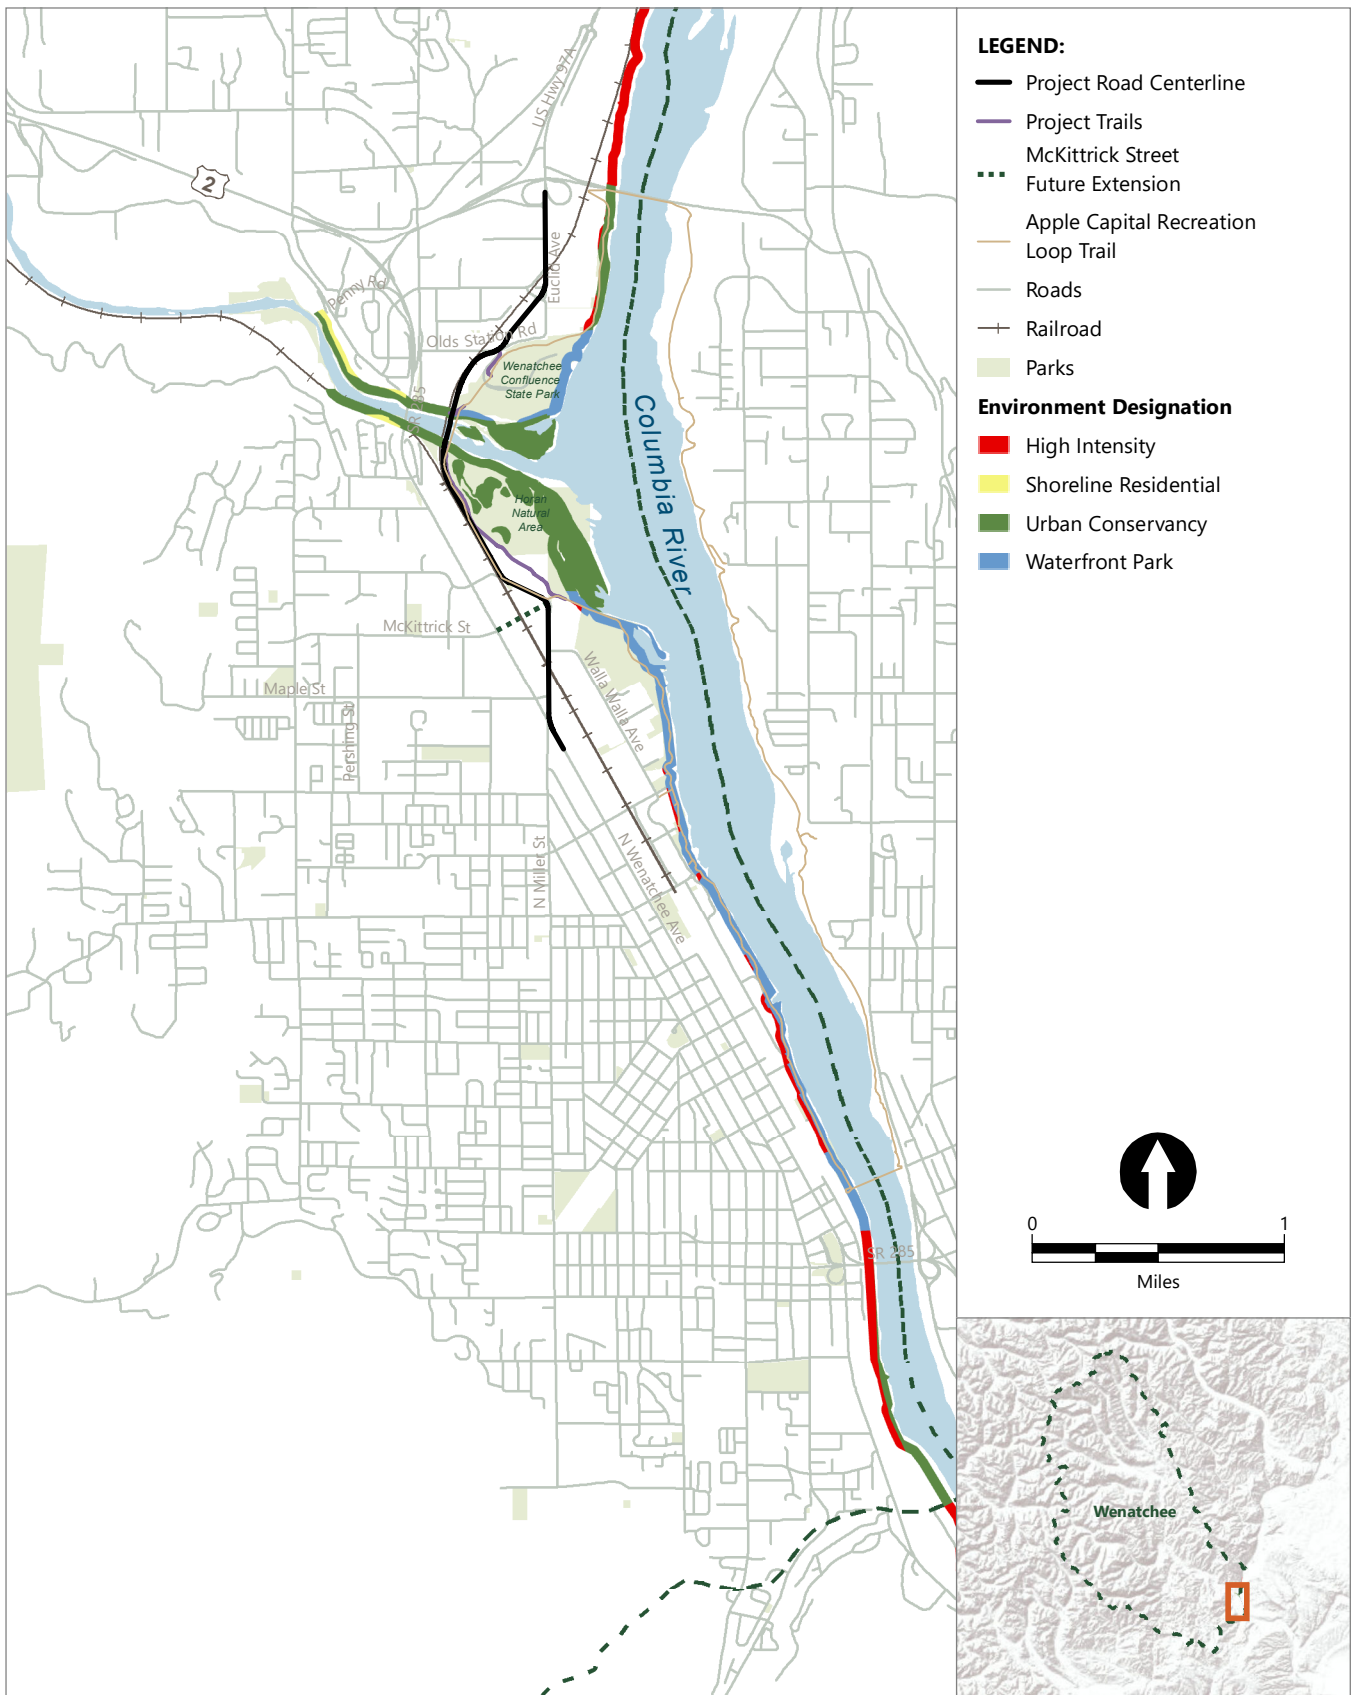 US Hwy 97A
2
Euclid Ave
Penny Rd
Olds Station Rd
Wenatchee
Confluence
State Park
SR 285
Columbia River
Horan
Natural
Area
McKittrick St
Walla Walla Ave
Maple St
Pershing St
N Miller St
N Wenatchee Ave
SR 285
LEGEND:
Project Road Centerline
Project Trails
McKittrick Street
Future Extension
Apple Capital Recreation
Loop Trail
Roads
Railroad
Parks
Environment Designation
High Intensity
Shoreline Residential
Urban Conservancy
Waterfront Park
0 1
Miles
Wenatchee